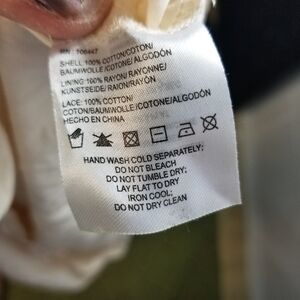 SHELL 100% COTTON/COTON/
BAUMWOLLE/COTONE/ALGODÓN
LINING 100% RAYON/RAYONNE/
KUNSTSEIDE/RAION/RAYÓN
LACE: 100% COTTON/
COTON/BAUMWOLLE/COTONE/ALGODÓN
HECHO EN CHINA
HAND WASH COLD SEPARATELY;
DO NOT BLEACH
DO NOT TUMBLE DRY;
LAY FLAT TO DRY
IRON COOL;
DO NOT DRY CLEAN